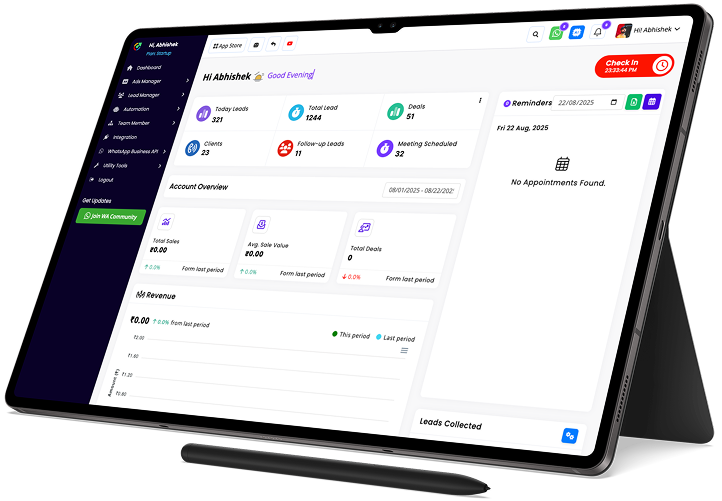 Hi, Abhishek
Plan: Startup
Dashboard
Ads Manager
Lead Manager
Automation
Team Member
Integration
WhatsApp Business API
Utility Tools
Logout
Get Updates
Join WA Community
App Store
Hi! Abhishek
Hi Abhishek Good Evening
Check In
23:33:44 PM
Today Leads
321
Total Lead
1244
Deals
51
Clients
23
Follow-up Leads
11
Meeting Scheduled
32
Account Overview
08/01/2025 - 08/22/202
Total Sales
₹0.00
0.0% Form last period
Avg. Sale Value
₹0.00
0.0% Form last period
Total Deals
0
0.0% Form last period
Revenue
₹0.00 0.0% from last period
This period Last period
₹2.00
₹1.60
₹1.20
₹0.80
Amount (₹)
Reminders 22/08/2025
Fri 22 Aug, 2025
No Appointments Found.
Leads Collected